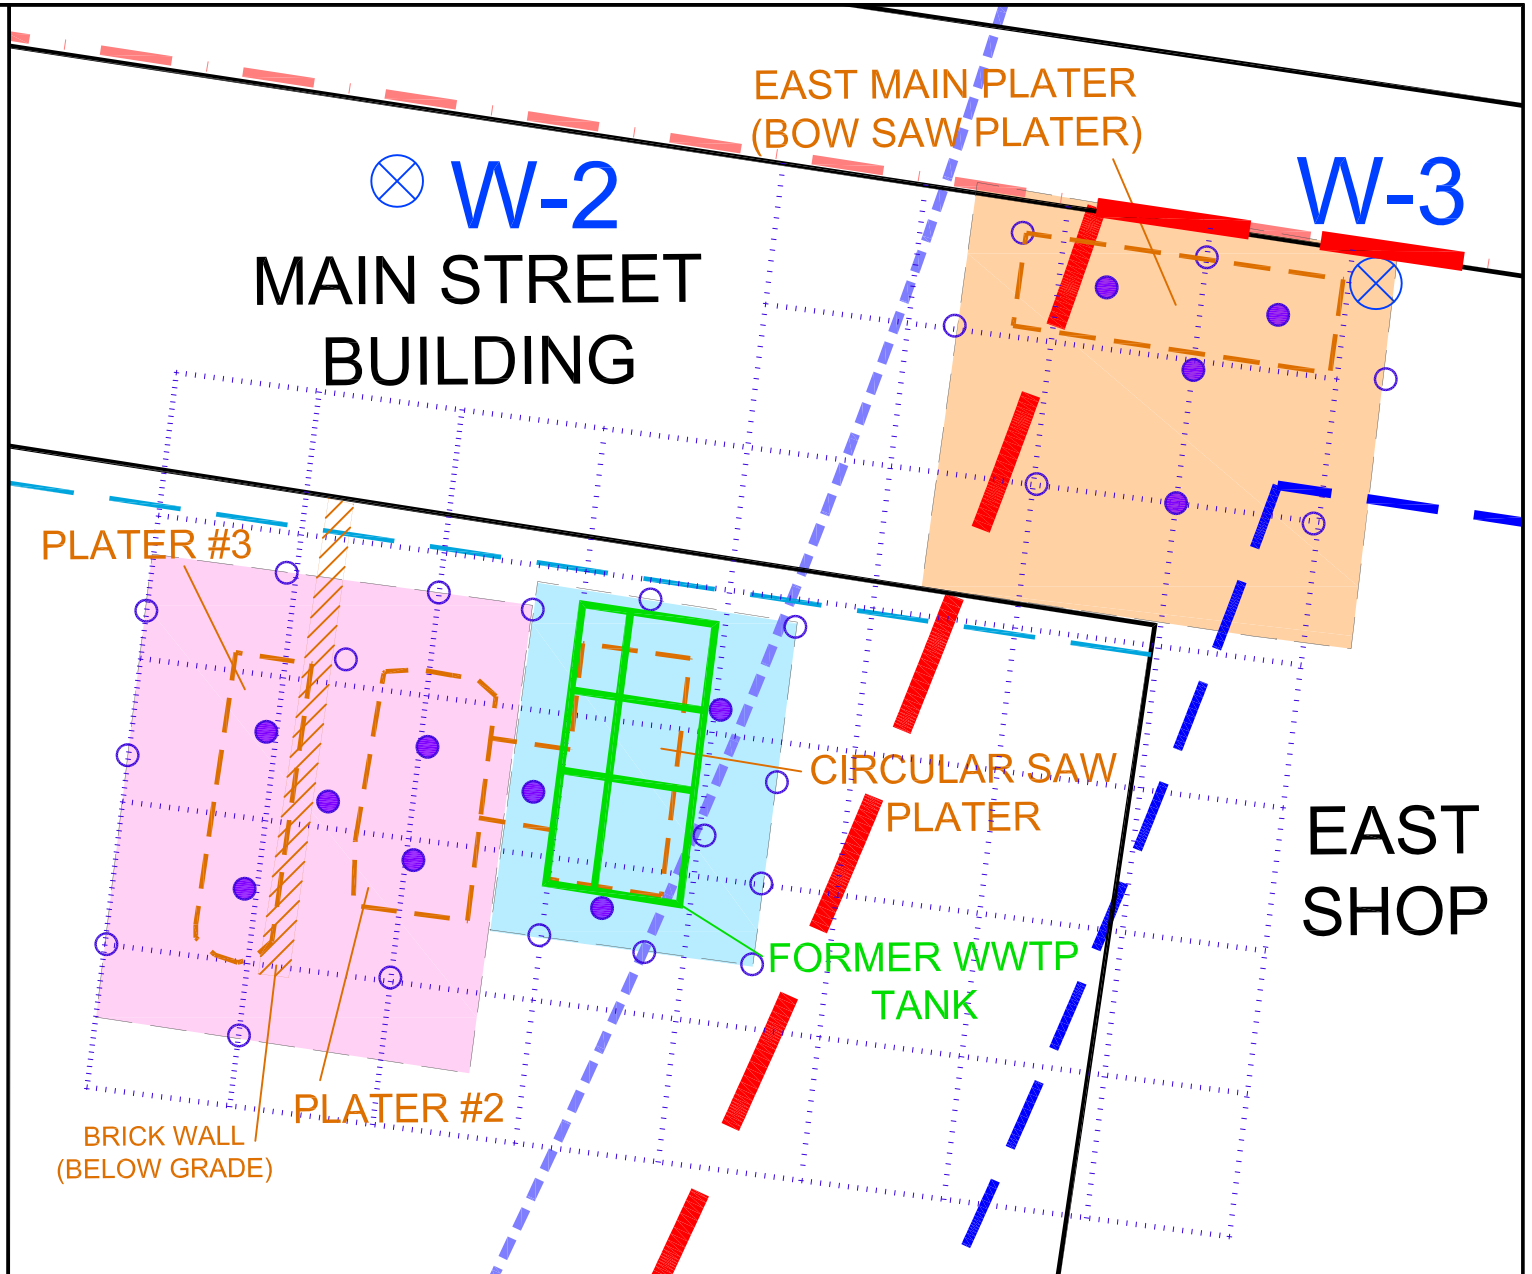 EAST MAIN PLATER
(BOW SAW PLATER)
W-2
W-3
MAIN STREET
BUILDING
PLATER #3
CIRCULAR SAW
PLATER
EAST
SHOP
FORMER WWTP
TANK
PLATER #2
BRICK WALL
(BELOW GRADE)